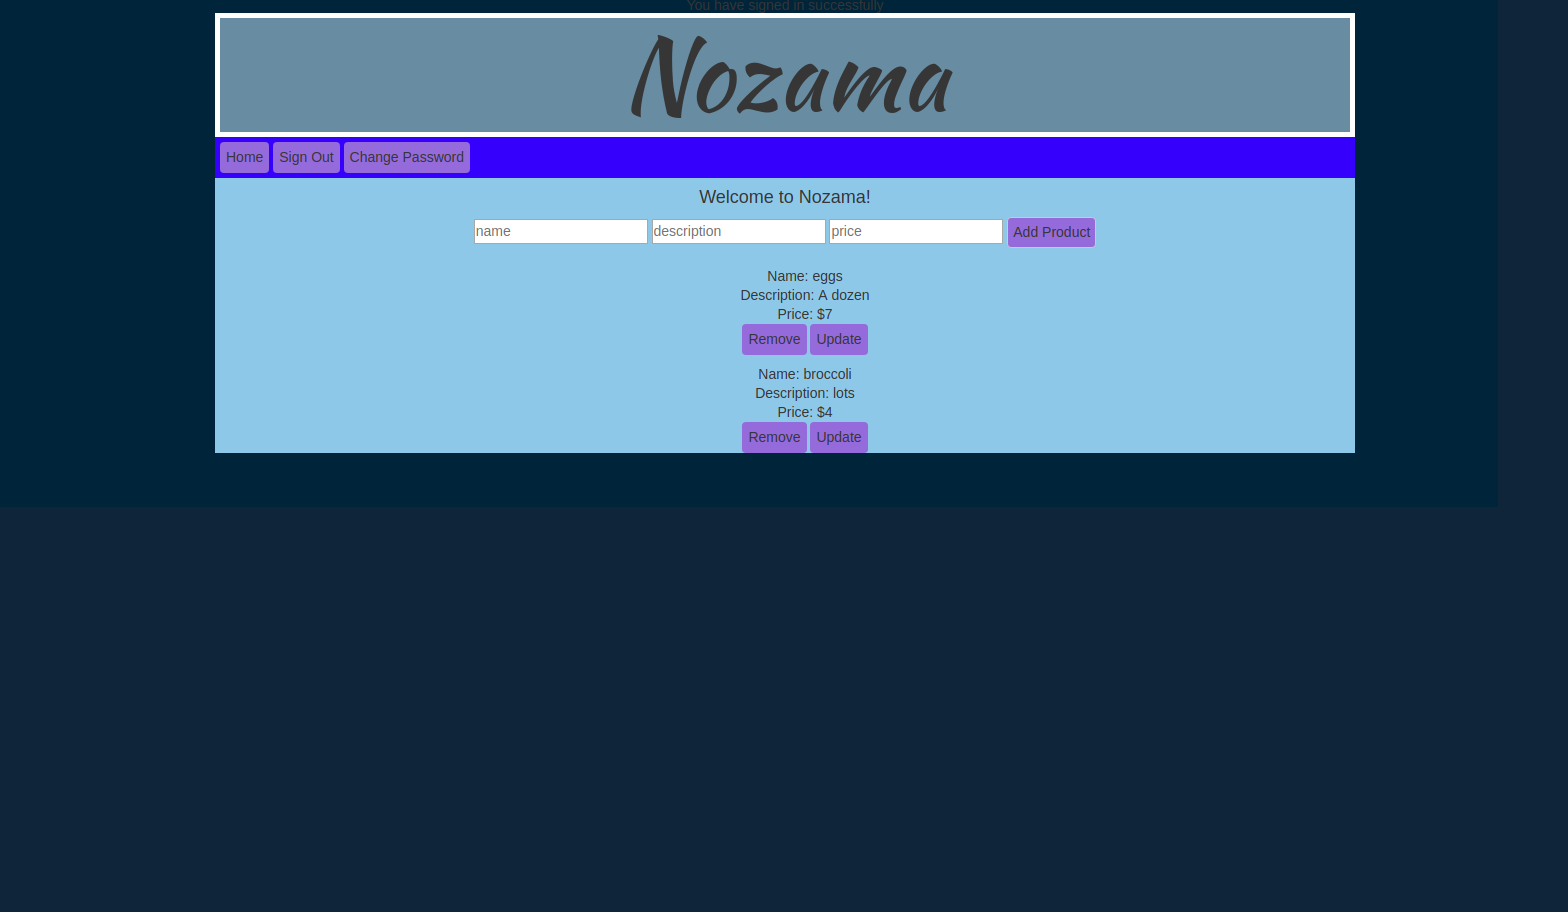 You have signed in successfully
Nozama
Home Sign Out Change Password
Welcome to Nozama!
name description price Add Product
Name: eggs
Description: A dozen
Price: $7
Remove Update
Name: broccoli
Description: lots
Price: $4
Remove Update